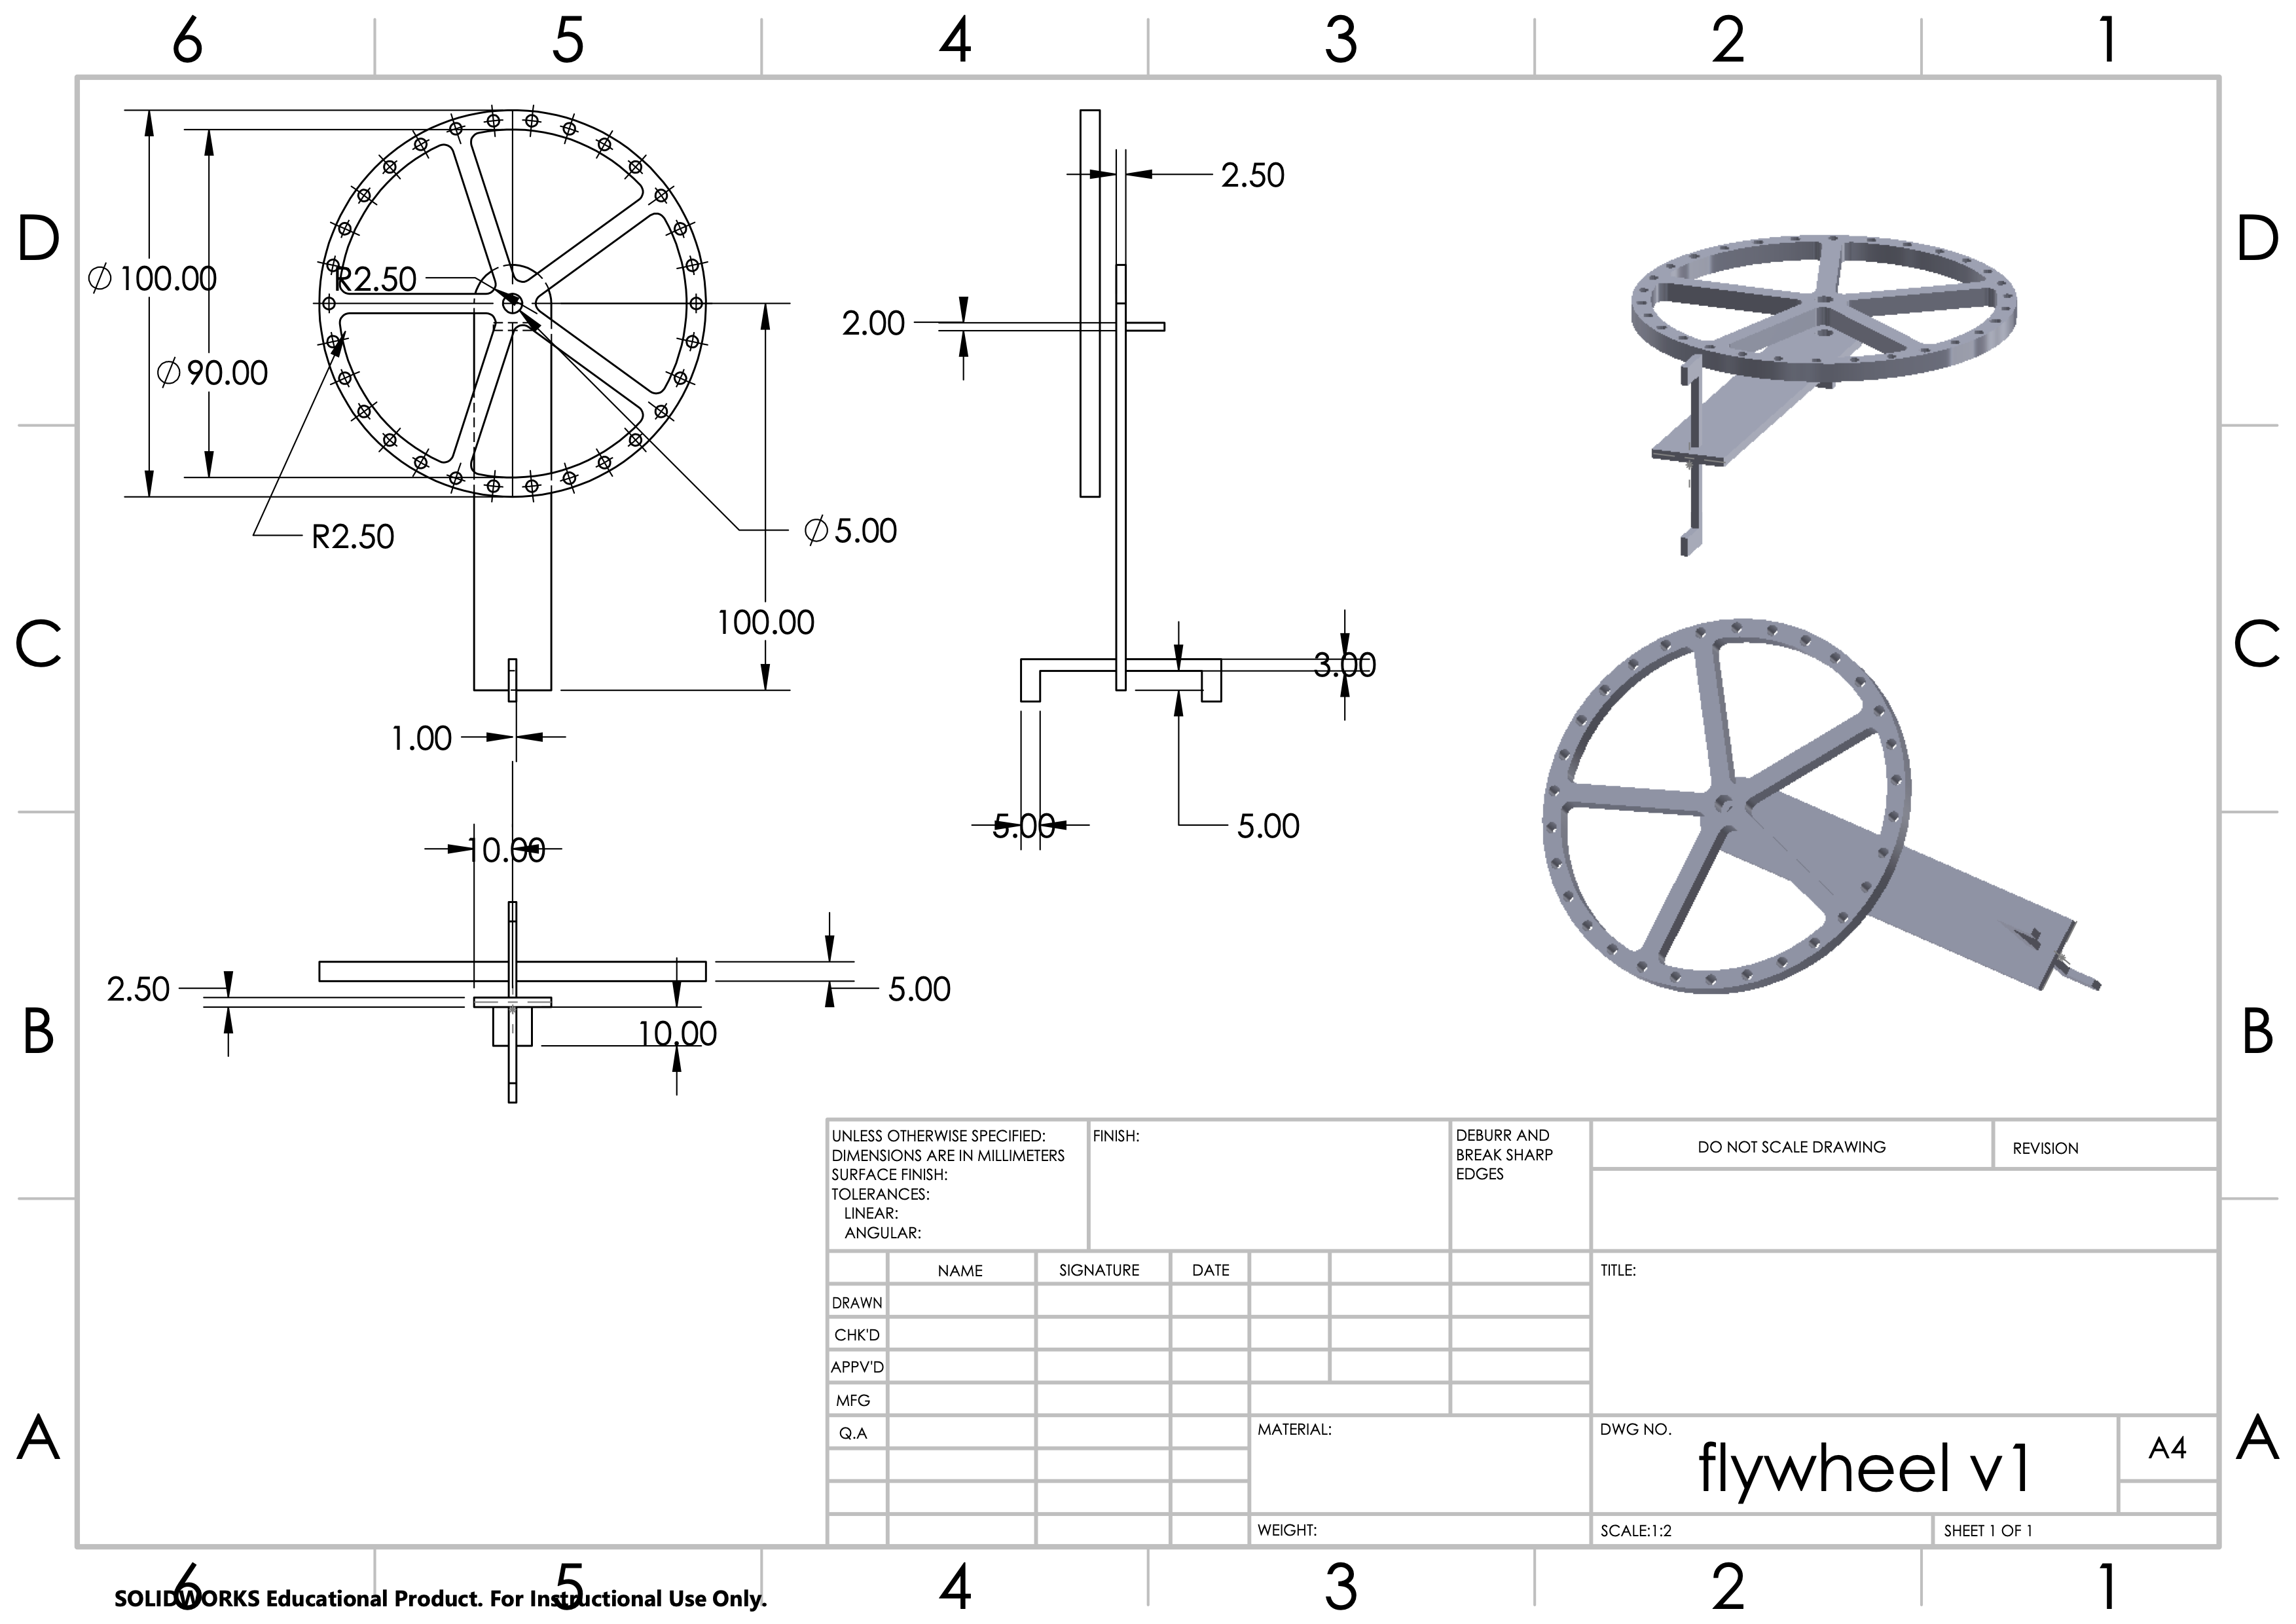 6 5 4 3 2 1
D D
C C
B B
A A
∅100.00
∅90.00
R2.50
R2.50
∅5.00
100.00
1.00
2.50
2.00
3.00
5.00
5.00
10.00
2.50
5.00
10.00
UNLESS OTHERWISE SPECIFIED:
DIMENSIONS ARE IN MILLIMETERS
SURFACE FINISH:
TOLERANCES:
LINEAR:
ANGULAR:
FINISH:
DEBURR AND
BREAK SHARP
EDGES
DO NOT SCALE DRAWING
REVISION
NAME SIGNATURE DATE
DRAWN
CHK'D
APPV'D
MFG
Q.A
TITLE:
MATERIAL:
DWG NO.
flywheel v1
A4
WEIGHT:
SCALE:1:2
SHEET 1 OF 1
6 5 4 3 2 1
SOLIDWORKS Educational Product. For Instructional Use Only.